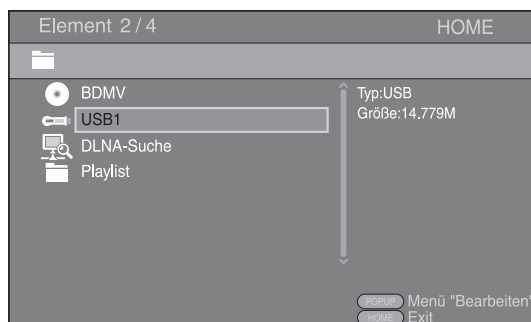 Element 2/4
HOME
BDMV
USB1
DLNA-Suche
Playlist
Typ:USB
Größe:14.779M
POPUP Menü "Bearbeiten"
HOME Exit